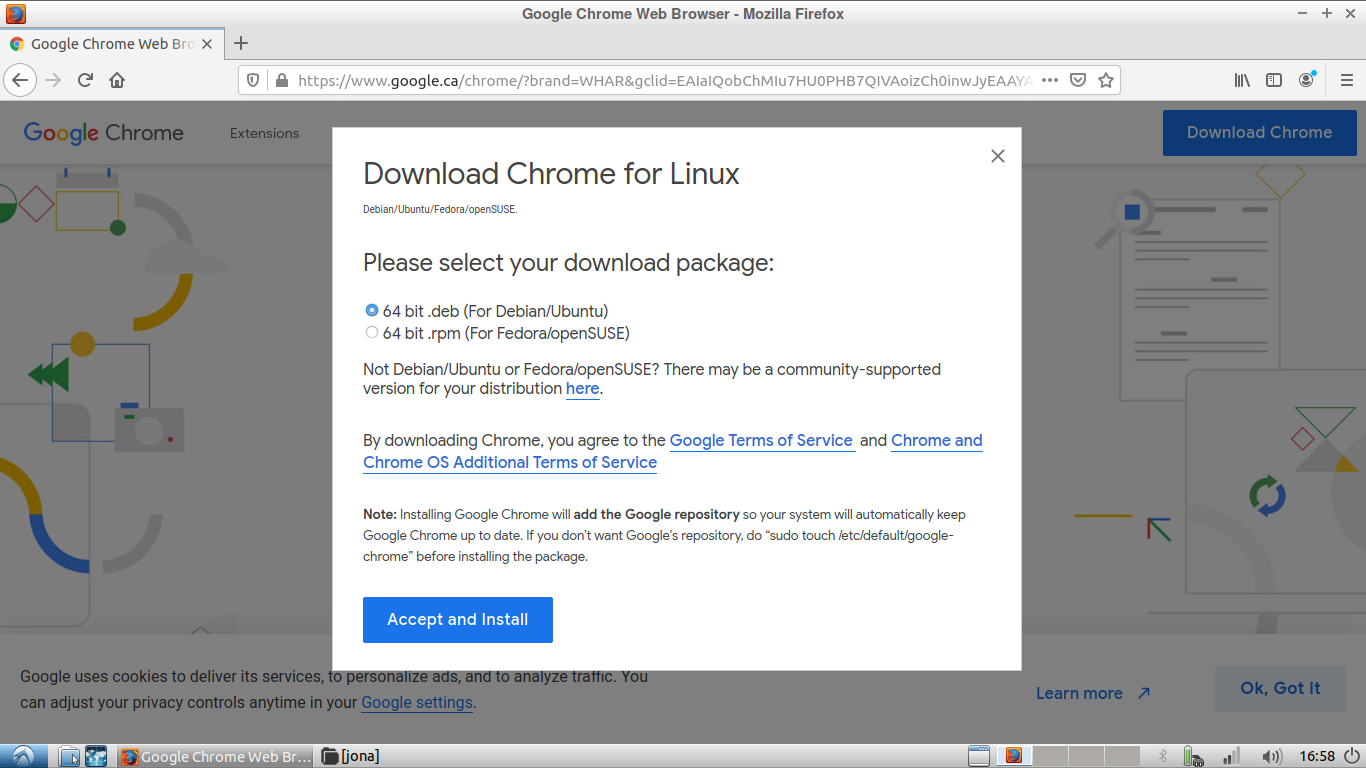 Google Chrome Web Browser - Mozilla Firefox
Google Chrome Web Bro
https://www.google.ca/chrome/?brand=WHAR&gclid=EAIaIQobChMIu7HU0PHB7QIVAoizCh0inwJyEAAYA
Google Chrome
Extensions
Download Chrome
Download Chrome for Linux
Debian/Ubuntu/Fedora/openSUSE.
Please select your download package:
64 bit .deb (For Debian/Ubuntu)
64 bit .rpm (For Fedora/openSUSE)
Not Debian/Ubuntu or Fedora/openSUSE? There may be a community-supported
version for your distribution here.
By downloading Chrome, you agree to the Google Terms of Service and Chrome and
Chrome OS Additional Terms of Service
Note: Installing Google Chrome will add the Google repository so your system will automatically keep
Google Chrome up to date. If you don't want Google's repository, do “sudo touch /etc/default/google-
chrome” before installing the package.
Accept and Install
Google uses cookies to deliver its services, to personalize ads, and to analyze traffic. You
can adjust your privacy controls anytime in your Google settings.
Learn more
Ok, Got It
Google Chrome Web Br...
[jona]
16:58